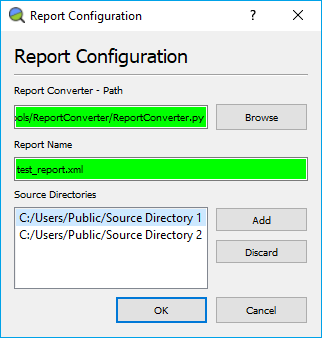 Report Configuration
?
Report Configuration
Report Converter - Path
ools/ReportConverter/ReportConverter.py
Browse
Report Name
test_report.xml
Source Directories
C:/Users/Public/Source Directory 1
C:/Users/Public/Source Directory 2
Add
Discard
OK
Cancel